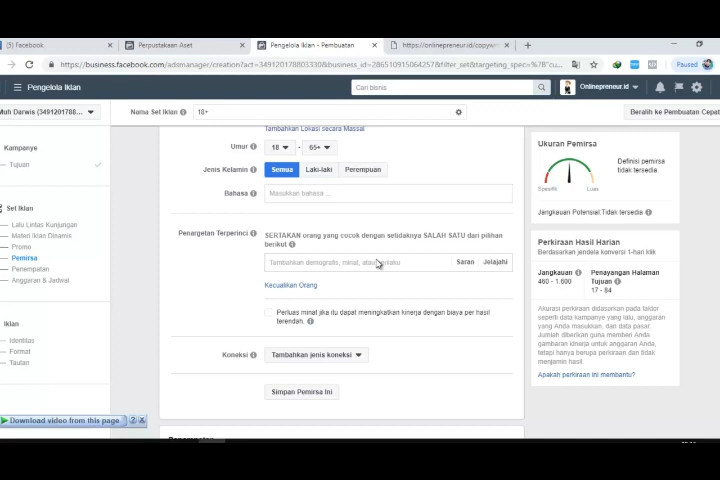 (5) Facebook
Perpustakaan Aset
Pengelola Iklan - Pembuatan
https://onlinepreneur.id/copywr
https://business.facebook.com/adsmanager/creation?act=349120178803330&business_id=286510915064257&filter_set&targeting_spec=%7B"cu...
Paused
Pengelola Iklan
Cari bisnis
Onlinepreneur.id
Muh Darwis (3491201788...
Nama Set Iklan
18+
Beralih ke Pembuatan Cepat
Kampanye
Tujuan
Set Iklan
Lalu Lintas Kunjungan
Materi Iklan Dinamis
Promo
Pemirsa
Penempatan
Anggaran & Jadwal
Iklan
Identitas
Format
Tautan
Tambahkan Lokasi secara Massal
Umur
18 - 65+
Jenis Kelamin
Semua Laki-laki Perempuan
Bahasa
Masukkan bahasa ...
Penargetan Terperinci
SERTAKAN orang yang cocok dengan setidaknya SALAH SATU dari pilihan
berikut
Tambahkan demografis, minat, atau perilaku
Saran Jelajahi
Kecualikan Orang
Perluas minat jika itu dapat meningkatkan kinerja dengan biaya per hasil
terendah.
Koneksi
Tambahkan jenis koneksi
Simpan Pemirsa Ini
Ukuran Pemirsa
Definisi pemirsa
tidak tersedia
Spesifik Luas
Jangkauan Potensial:Tidak tersedia
Perkiraan Hasil Harian
Berdasarkan jendela konversi 1-hari klik
Jangkauan
460 - 1.600
Penayangan Halaman
Tujuan
17 - 84
Akurasi perkiraan didasarkan pada faktor
seperti data kampanye yang lalu, anggaran
yang Anda masukkan, dan data pasar.
Jumlah diberikan guna memberi Anda
gambaran kinerja untuk anggaran Anda,
tetapi hanya berupa perkiraan dan tidak
menjamin hasil.
Apakah perkiraan ini membantu?
Download video from this page